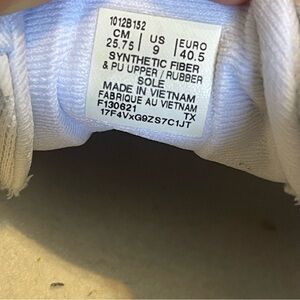 1012B152
CM | US | EURO
25.75 | 9 | 40.5
SYNTHETIC FIBER
& PU UPPER / RUBBER
SOLE
MADE IN VIETNAM
FABRIQUE AU VIETNAM
F130621 TX
17F4VxG9ZS7C1JT